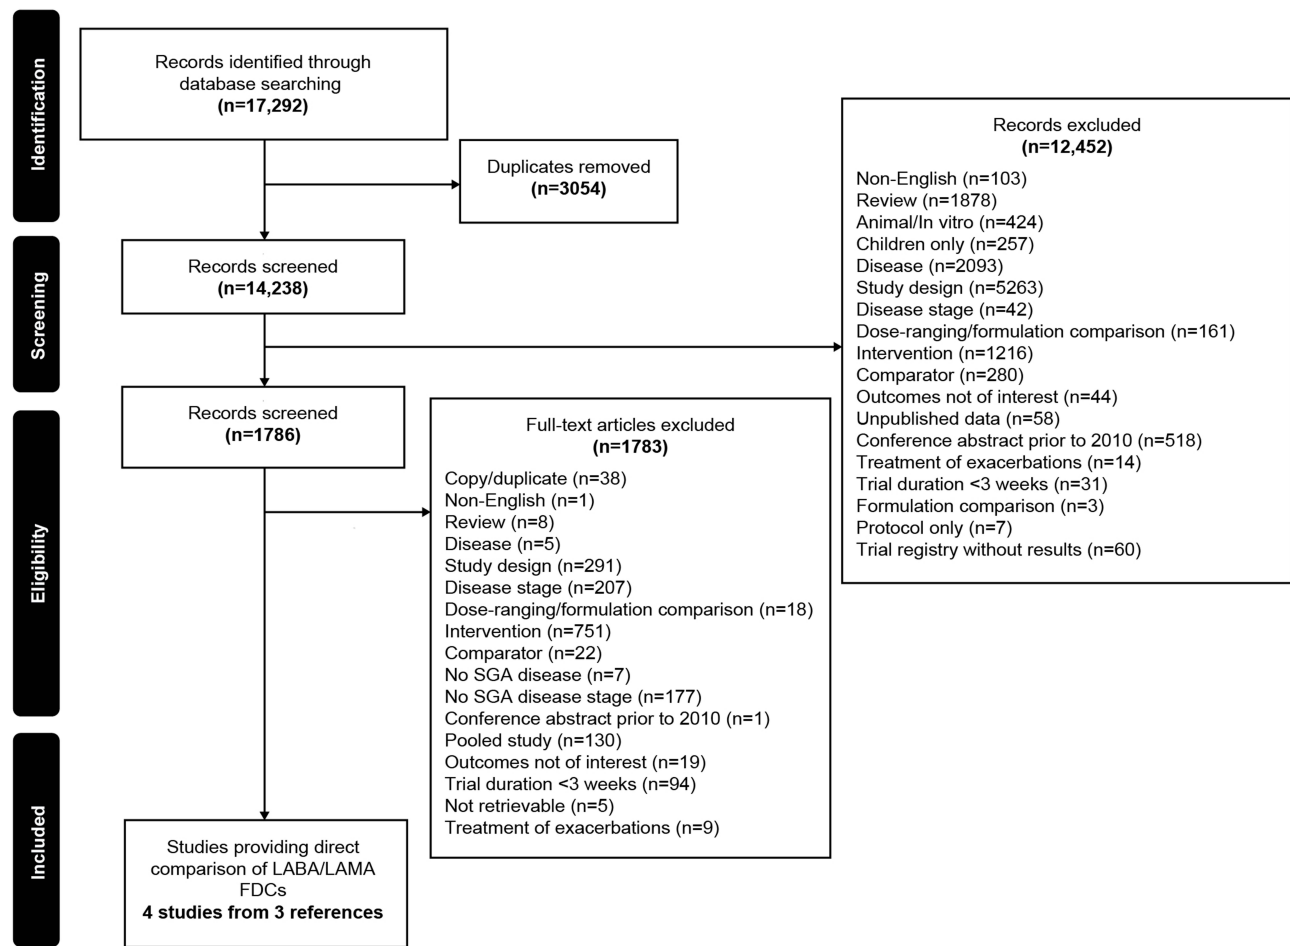 Identification
Records identified through
database searching
(n=17,292)
Duplicates removed
(n=3054)
Screening
Records screened
(n=14,238)
Records excluded
(n=12,452)
Non-English (n=103)
Review (n=1878)
Animal/In vitro (n=424)
Children only (n=257)
Disease (n=2093)
Study design (n=5263)
Disease stage (n=42)
Dose-ranging/formulation comparison (n=161)
Intervention (n=1216)
Comparator (n=280)
Outcomes not of interest (n=44)
Unpublished data (n=58)
Conference abstract prior to 2010 (n=518)
Treatment of exacerbations (n=14)
Trial duration <3 weeks (n=31)
Formulation comparison (n=3)
Protocol only (n=7)
Trial registry without results (n=60)
Eligibility
Records screened
(n=1786)
Full-text articles excluded
(n=1783)
Copy/duplicate (n=38)
Non-English (n=1)
Review (n=8)
Disease (n=5)
Study design (n=291)
Disease stage (n=207)
Dose-ranging/formulation comparison (n=18)
Intervention (n=751)
Comparator (n=22)
No SGA disease (n=7)
No SGA disease stage (n=177)
Conference abstract prior to 2010 (n=1)
Pooled study (n=130)
Outcomes not of interest (n=19)
Trial duration <3 weeks (n=94)
Not retrievable (n=5)
Treatment of exacerbations (n=9)
Included
Studies providing direct
comparison of LABA/LAMA
FDCs
4 studies from 3 references